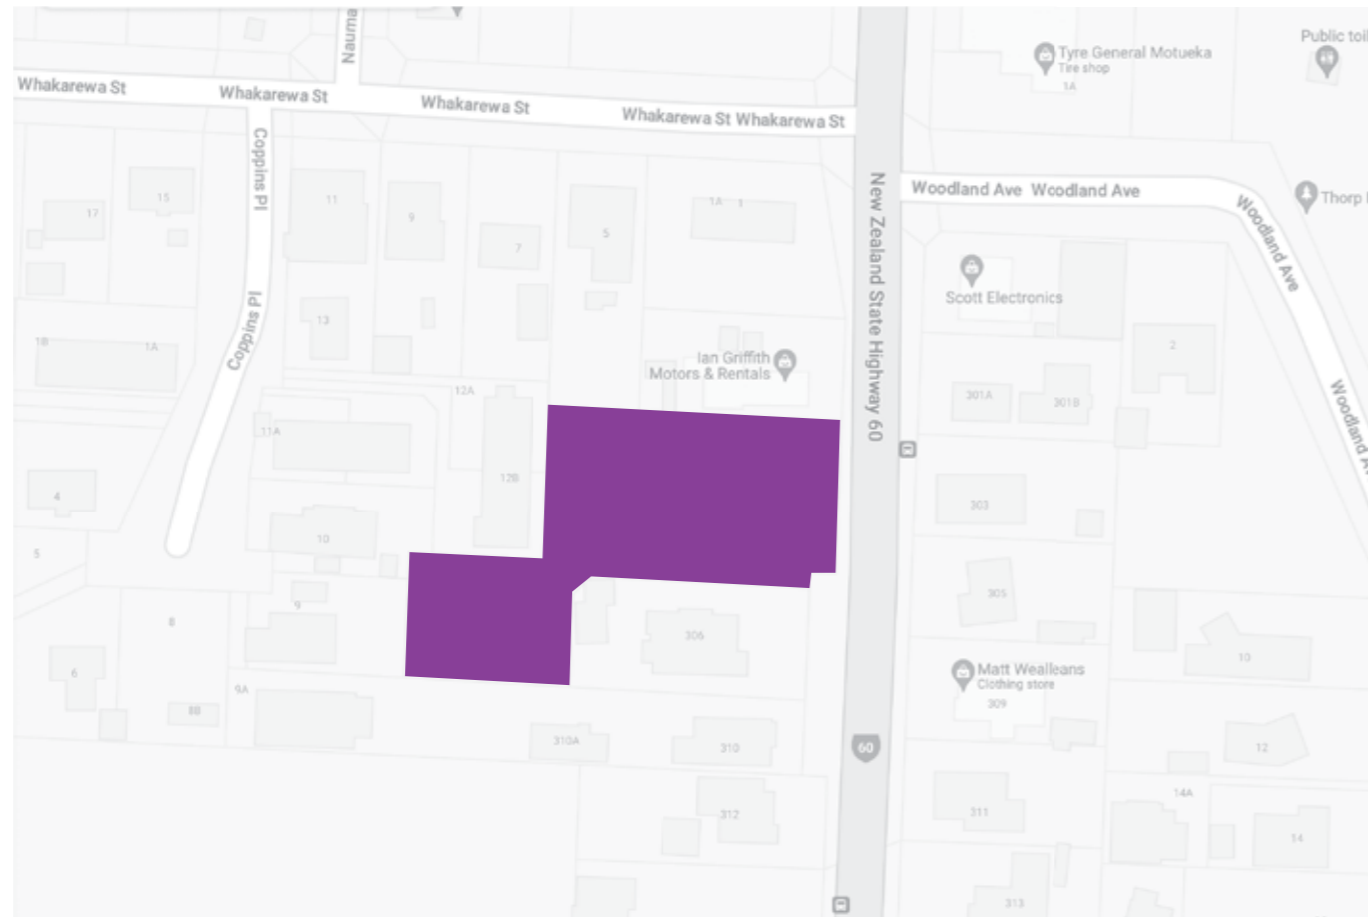 Nauma
Tyre General Motueka
Tire shop
1A
Public toil
Whakarewa St
Whakarewa St
Whakarewa St
Whakarewa St Whakarewa St
Coppins Pl
Coppins Pl
New Zealand State Highway 60
Woodland Ave Woodland Ave
Woodland Ave
Woodland A
Thorp
17
15
11
9
7
5
1A 1
Scott Electronics
13
1B
1A
Ian Griffith
Motors & Rentals
2
12A
301A
301B
11A
4
12B
303
10
5
9
8
305
306
6
9A
8B
Matt Wealleans
Clothing store
309
10
310A
310
60
12
312
311
14A
14
313